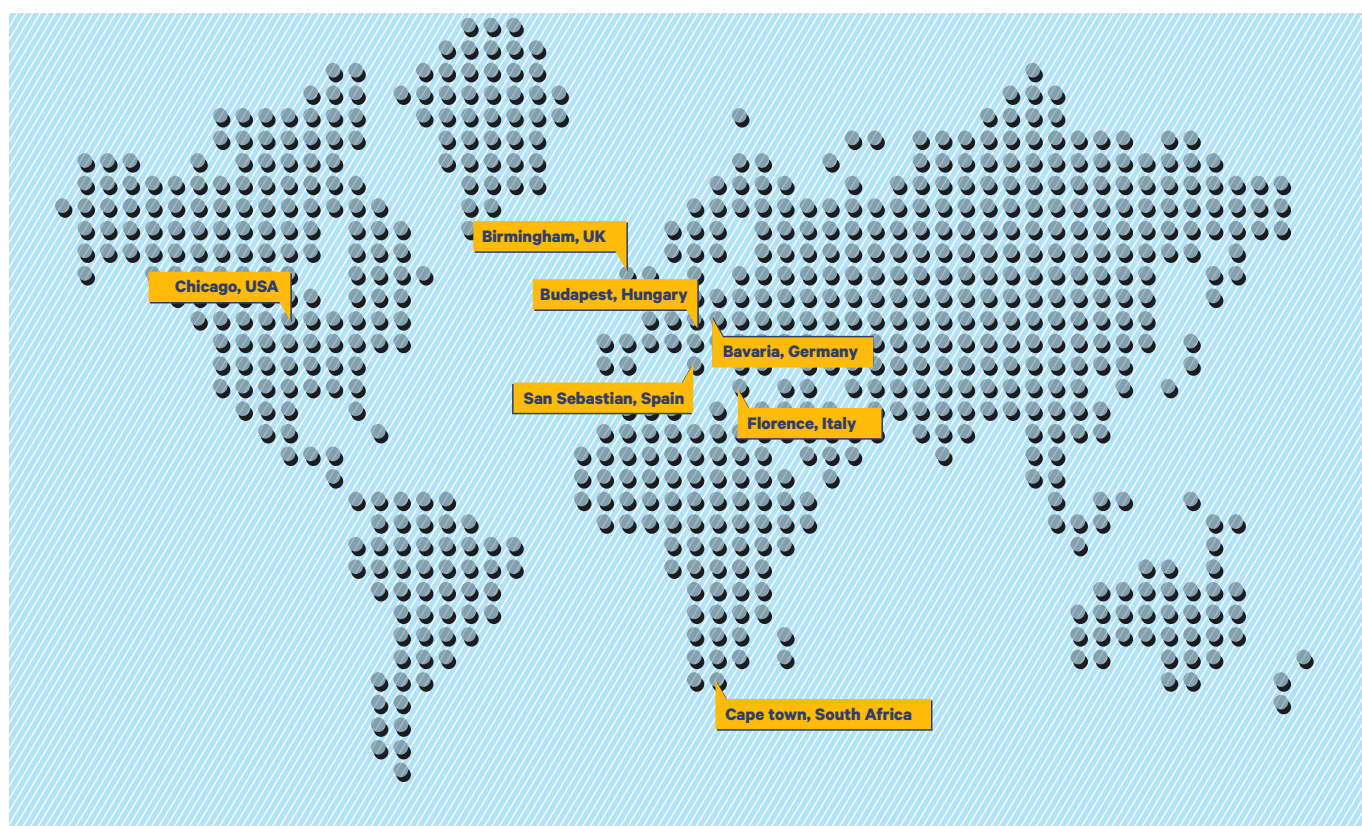 Birmingham, UK
Chicago, USA
Budapest, Hungary
Bavaria, Germany
San Sebastian, Spain
Florence, Italy
Cape town, South Africa